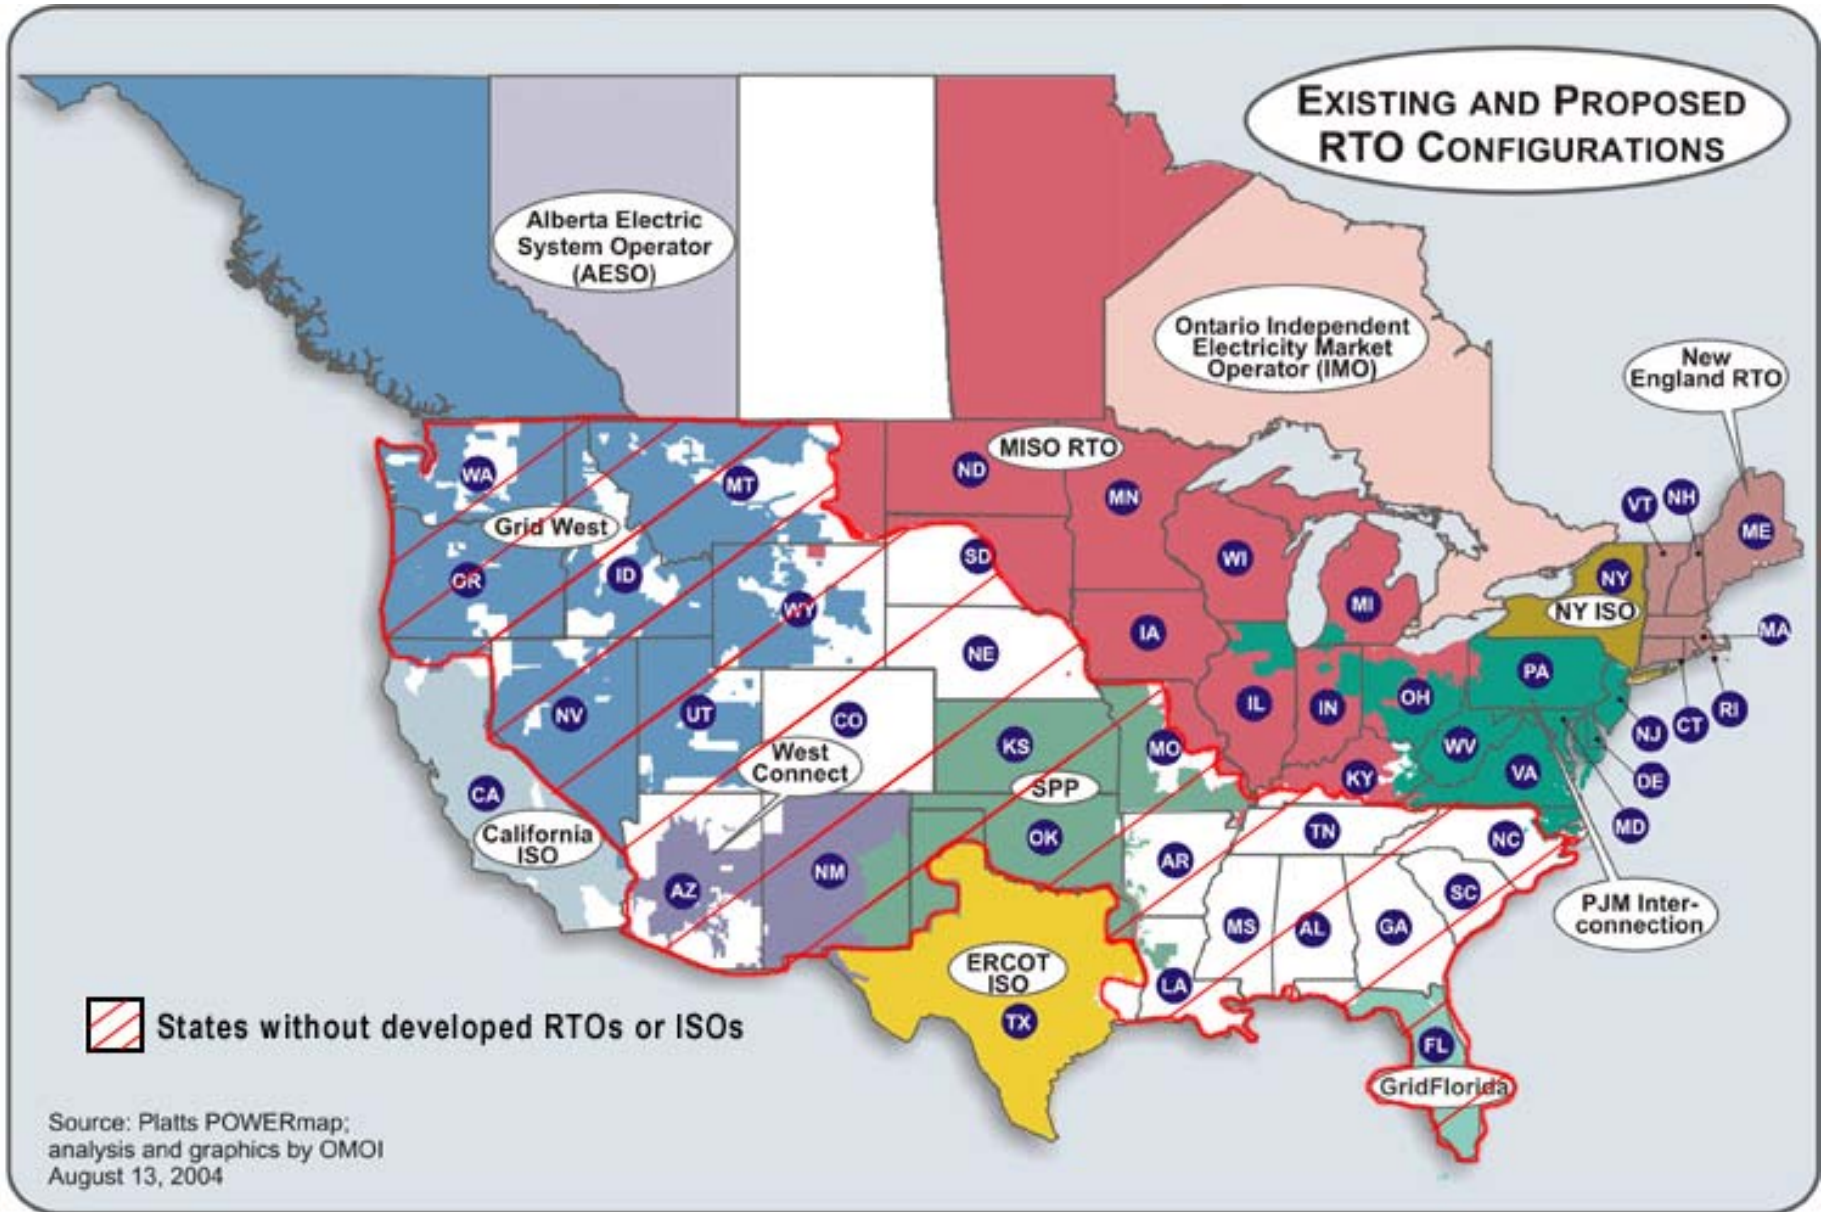 EXISTING AND PROPOSED
RTO CONFIGURATIONS
Alberta Electric
System Operator
(AESO)
Ontario Independent
Electricity Market
Operator (IMO)
New
England RTO
MISO RTO
WA
MT
ND
MN
VT
NH
ME
Grid West
SD
WI
OR
ID
WY
MI
NY
NY ISO
MA
IA
NE
PA
NV
UT
CO
IL
IN
OH
RI
CT
NJ
West
Connect
KS
MO
WV
KY
VA
DE
CA
SPP
California
ISO
OK
TN
NC
MD
AR
AZ
NM
SC
PJM Inter-
connection
MS
AL
GA
ERCOT
ISO
LA
TX
States without developed RTOs or ISOs
FL
GridFlorida
Source: Platts POWERmap;
analysis and graphics by OMOI
August 13, 2004